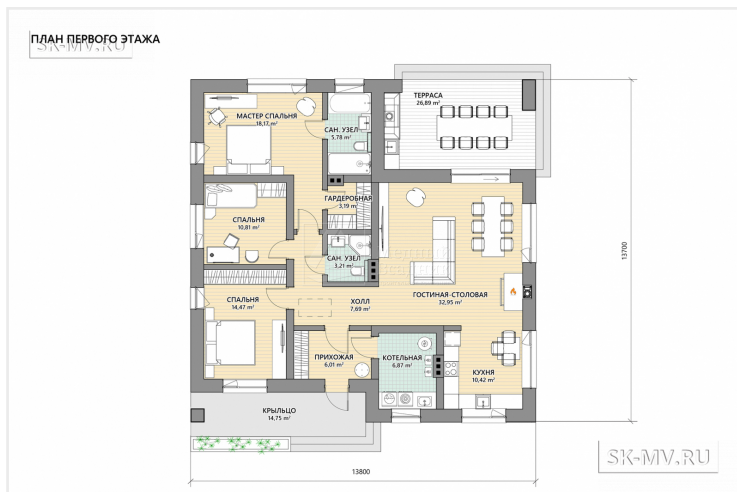 ПЛАН ПЕРВОГО ЭТАЖА
SK-MV.RU
ТЕРРАСА
26,89 m²
МАСТЕР СПАЛЬНЯ
18,17 m²
САН. УЗЕЛ
5.78 m²
ГАРДЕРОБНАЯ
3,19 m²
СПАЛЬНЯ
10,81 m²
САН. УЗЕЛ
3.21 m²
СПАЛЬНЯ
14,47 m²
ХОЛЛ
7,69 m²
ГОСТИНАЯ-СТОЛОВАЯ
32,95 m²
13700
ПРИХОЖАЯ
6,01 m²
КОТЕЛЬНАЯ
6,87 m²
КУХНЯ
10,42 m²
КРЫЛЬЦО
14,75 m²
13800
SK-MV.RU